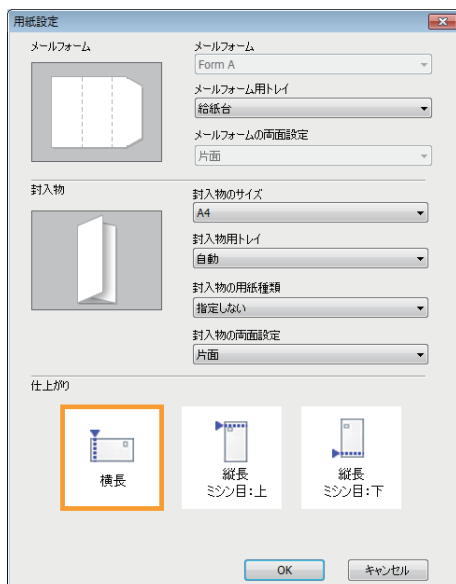 用紙設定
メールフォーム
メールフォーム
Form A
メールフォーム用トレイ
給紙台
メールフォームの両面設定
片面
封入物
封入物のサイズ
A4
封入物用トレイ
自動
封入物の用紙種類
指定しない
封入物の両面設定
片面
仕上がり
横長
縦長
ミシン目:上
縦長
ミシン目:下
OK
キャンセル